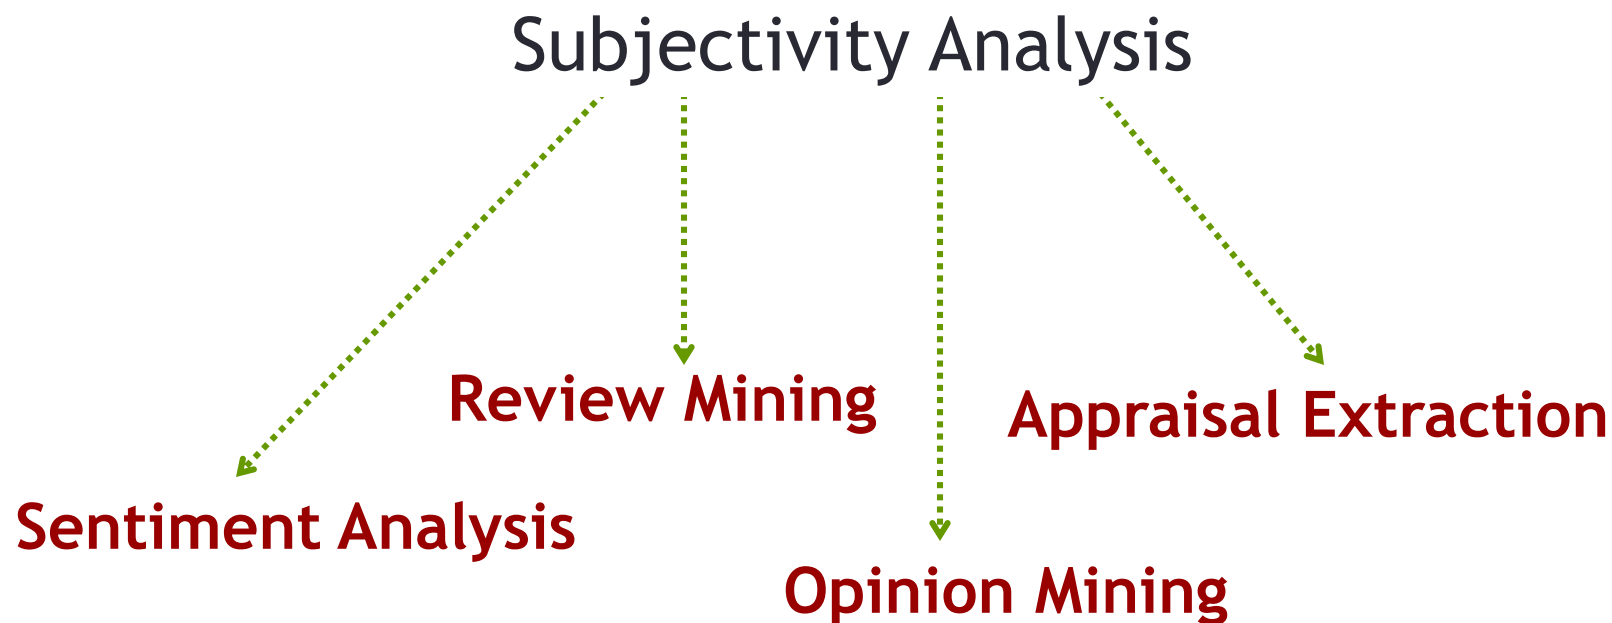 Subjectivity Analysis
Review Mining
Appraisal Extraction
Sentiment Analysis
Opinion Mining